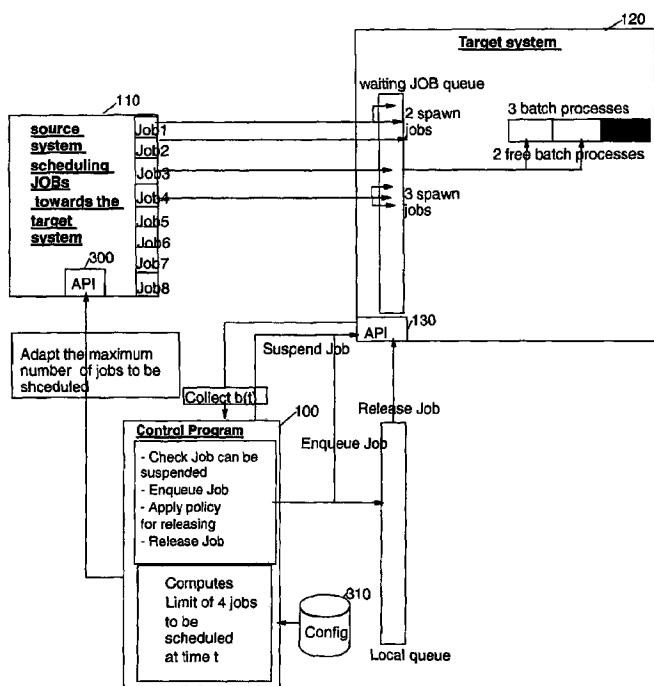 120
Target system
waiting JOB queue
110
source
system
scheduling
JOBs
towards the
target
system
Job1
Job2
Job3
Job4
Job5
Job6
Job7
Job8
2 spawn
jobs
3 batch processes
2 free batch processes
3 spawn
jobs
300
API
API
130
Suspend Job
Adapt the maximum
number of jobs to be
shceduled
Collect b(t)
100
Release Job
Control Program
Enqueue Job
- Check Job can be
suspended
- Enqueue Job
- Apply policy
for releasing
- Release Job
Computes
Limit of 4 jobs
to be
scheduled
at time t
310
Config
Local queue